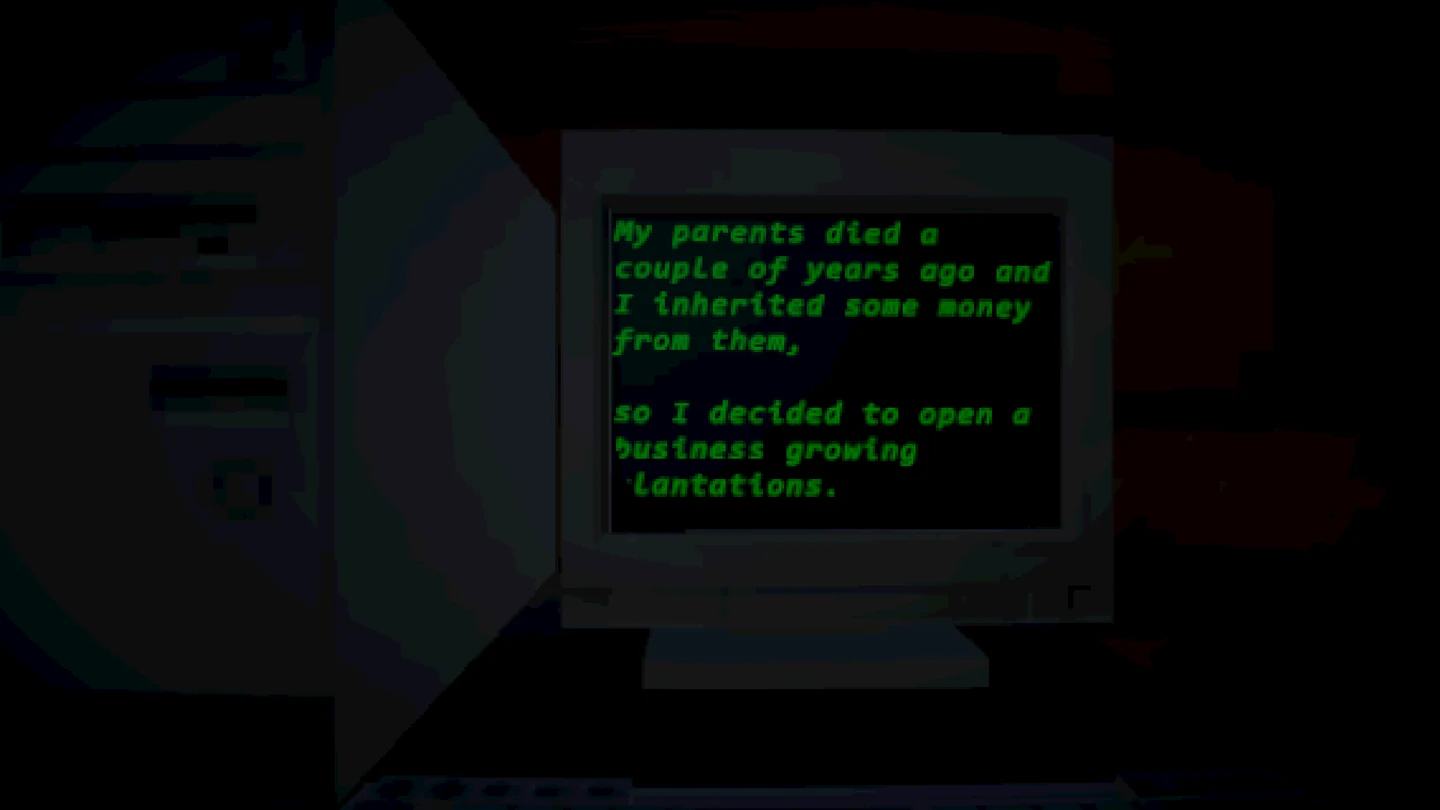 My parents died a
couple of years ago and
I inherited some money
from them,
so I decided to open a
business growing
plantations.